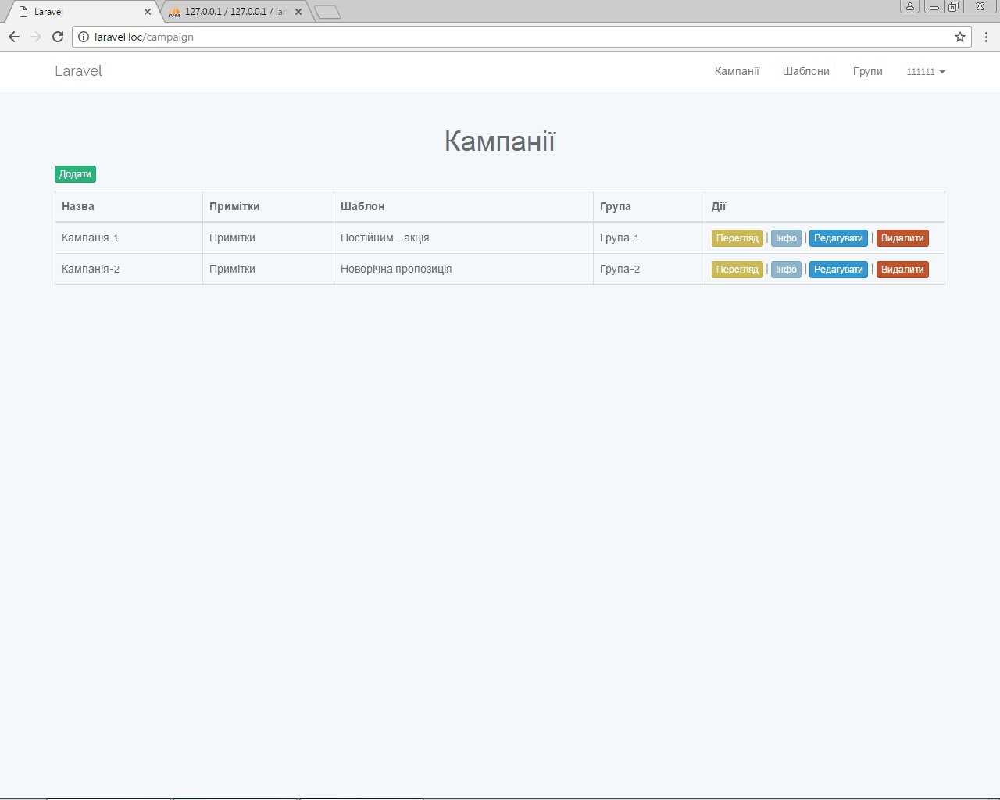 Laravel
PMA 127.0.0.1 / 127.0.0.1 / lar
laravel.loc/campaign
Laravel Кампанії Шаблони Групи 111111
Кампанії
Додати
Назва Примітки Шаблон Група Дії
Кампанія-1 Примітки Постійним - акція Група-1 Перегляд | Інфо | Редагувати | Видалити
Кампанія-2 Примітки Новорічна пропозиція Група-2 Перегляд | Інфо | Редагувати | Видалити